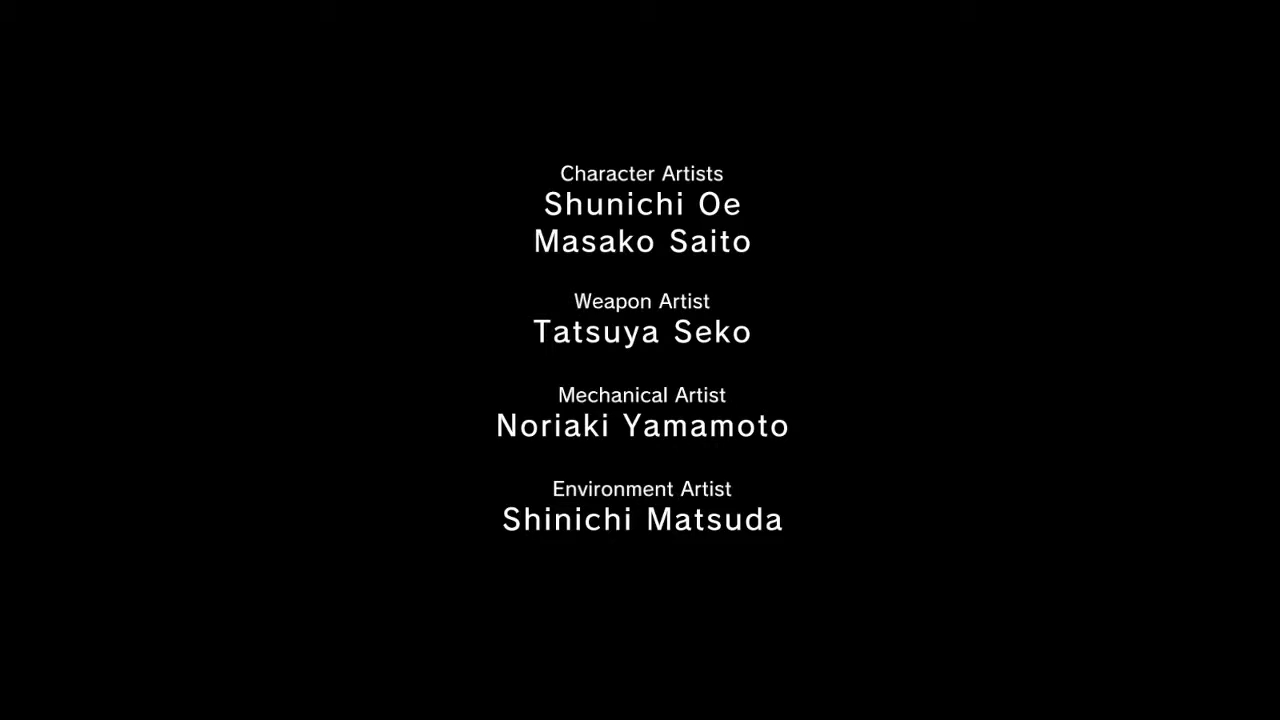 Character Artists
Shunichi Oe
Masako Saito
Weapon Artist
Tatsuya Seko
Mechanical Artist
Noriaki Yamamoto
Environment Artist
Shinichi Matsuda